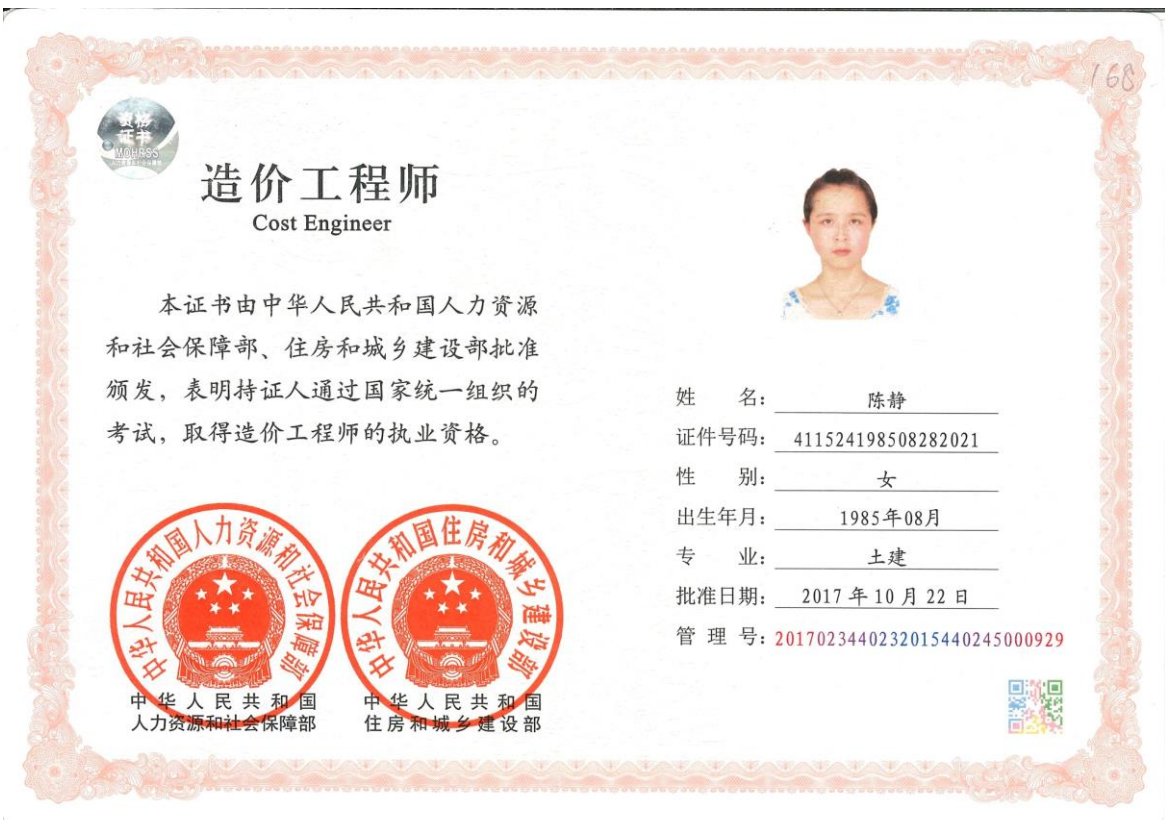 168
资格
证书
MOHRSS
造价工程师
Cost Engineer
本证书由中华人民共和国人力资源
和社会保障部、住房和城乡建设部批准
颁发，表明持证人通过国家统一组织的
考试，取得造价工程师的执业资格。
姓 名：陈静
证件号码：411524198508282021
性 别：女
出生年月：1985年08月
专 业：土建
批准日期：2017 年 10 月 22 日
管 理 号：2017023440232015440245000929
中华人民共和国人力资源和社会保障部
中华人民共和国住房和城乡建设部
中华人民共和国
人力资源和社会保障部
中华人民共和国
住房和城乡建设部